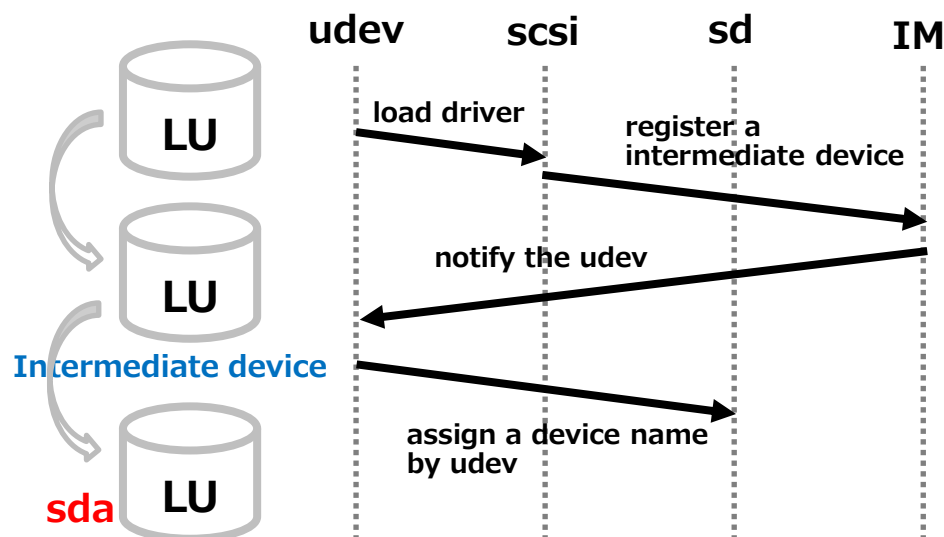 udev scsi sd IM
LU
load driver
register a
intermediate device
LU
notify the udev
Intermediate device
assign a device name
by udev
LU
sda